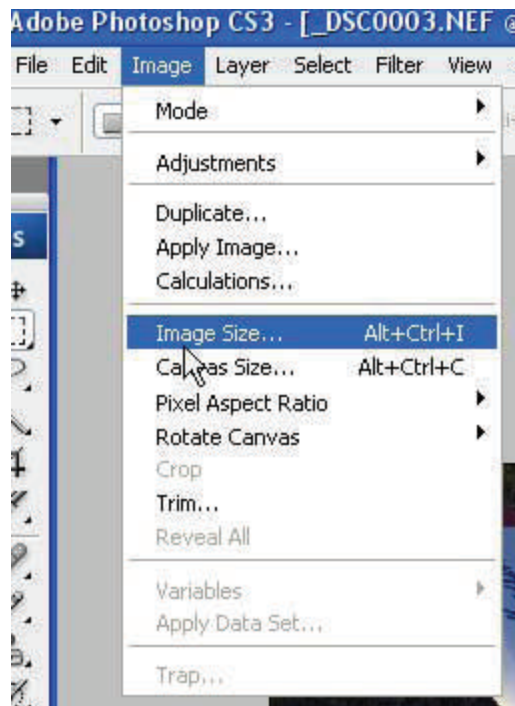 Adobe Photoshop CS3 - [_DSC0003.NEF @
File Edit Image Layer Select Filter View
Mode
Adjustments
Duplicate...
Apply Image...
Calculations...
Image Size... Alt+Ctrl+I
Canvas Size... Alt+Ctrl+C
Pixel Aspect Ratio
Rotate Canvas
Crop
Trim...
Reveal All
Variables
Apply Data Set...
Trap...